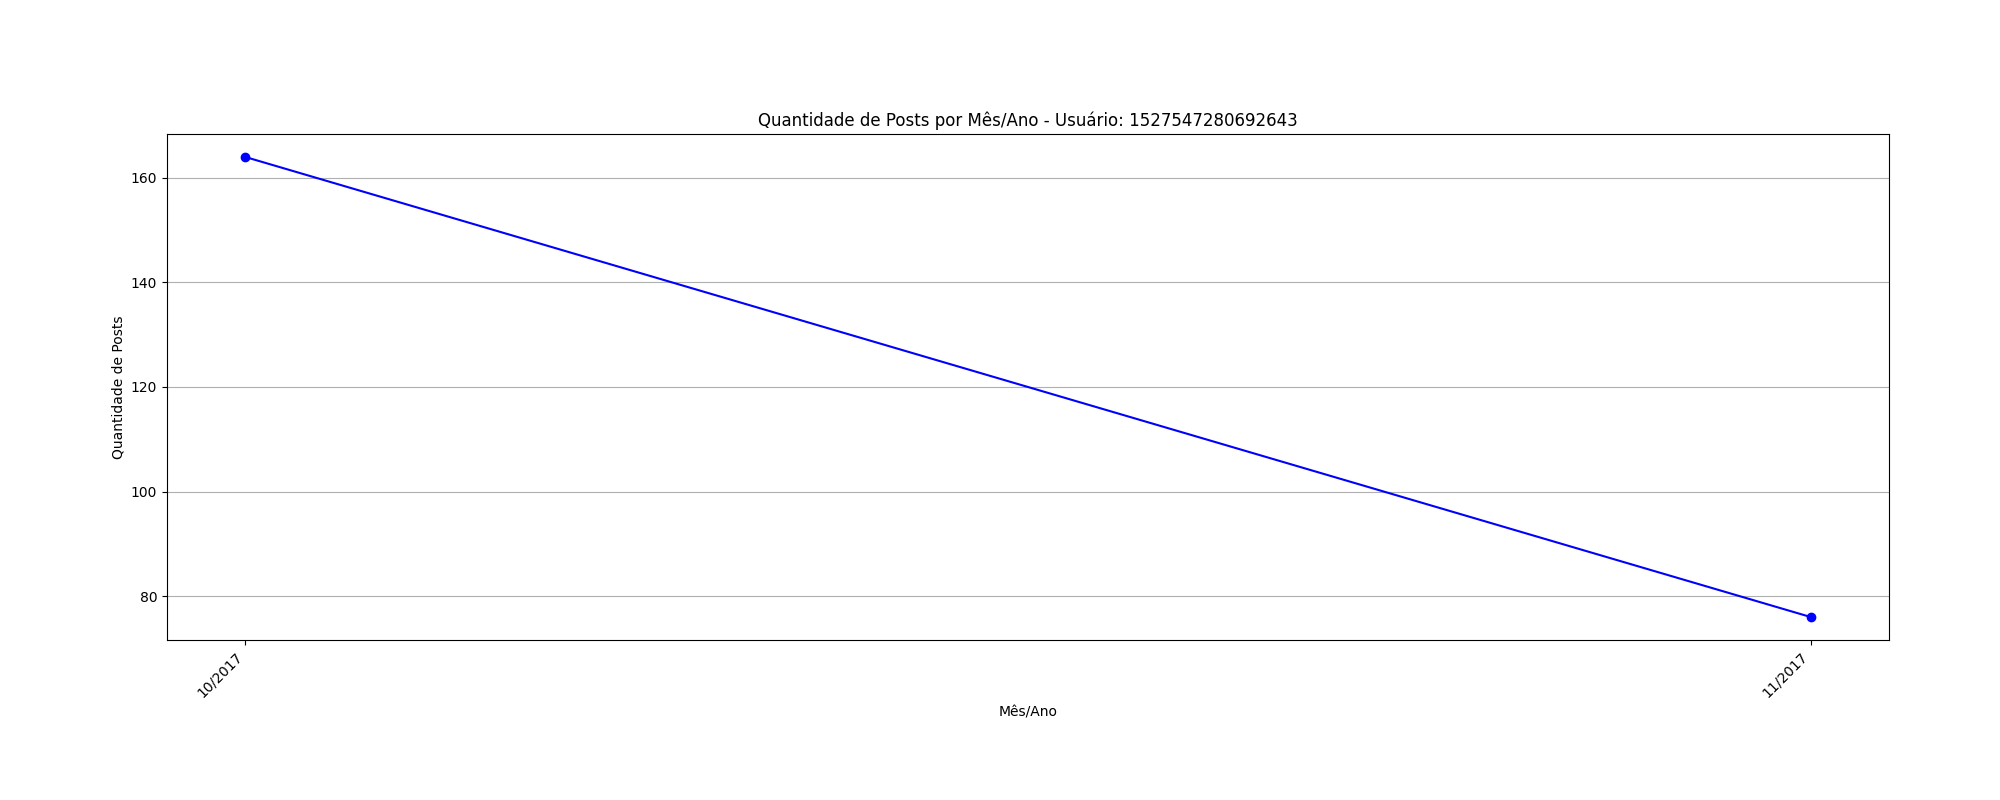 Quantidade de Posts por Mês/Ano - Usuário: 1527547280692643
160
140
120
100
80
Quantidade de Posts
10/2017
11/2017
Mês/Ano